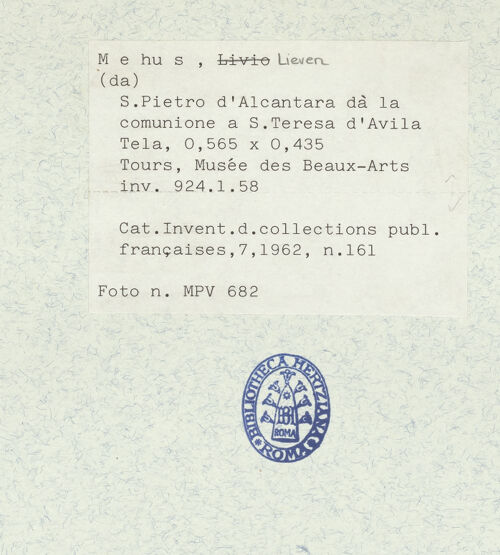 M e hu s , Livio Lieven
(da)
S.Pietro d'Alcantara dà la
comunione a S.Teresa d'Avila
Tela, 0,565 x 0,435
Tours, Musée des Beaux-Arts
inv. 924.1.58
Cat.Invent.d.collections publ.
françaises,7,1962, n.161
Foto n. MPV 682
BIBLIOTHECA HERTZIANA
ROMA
ROMA